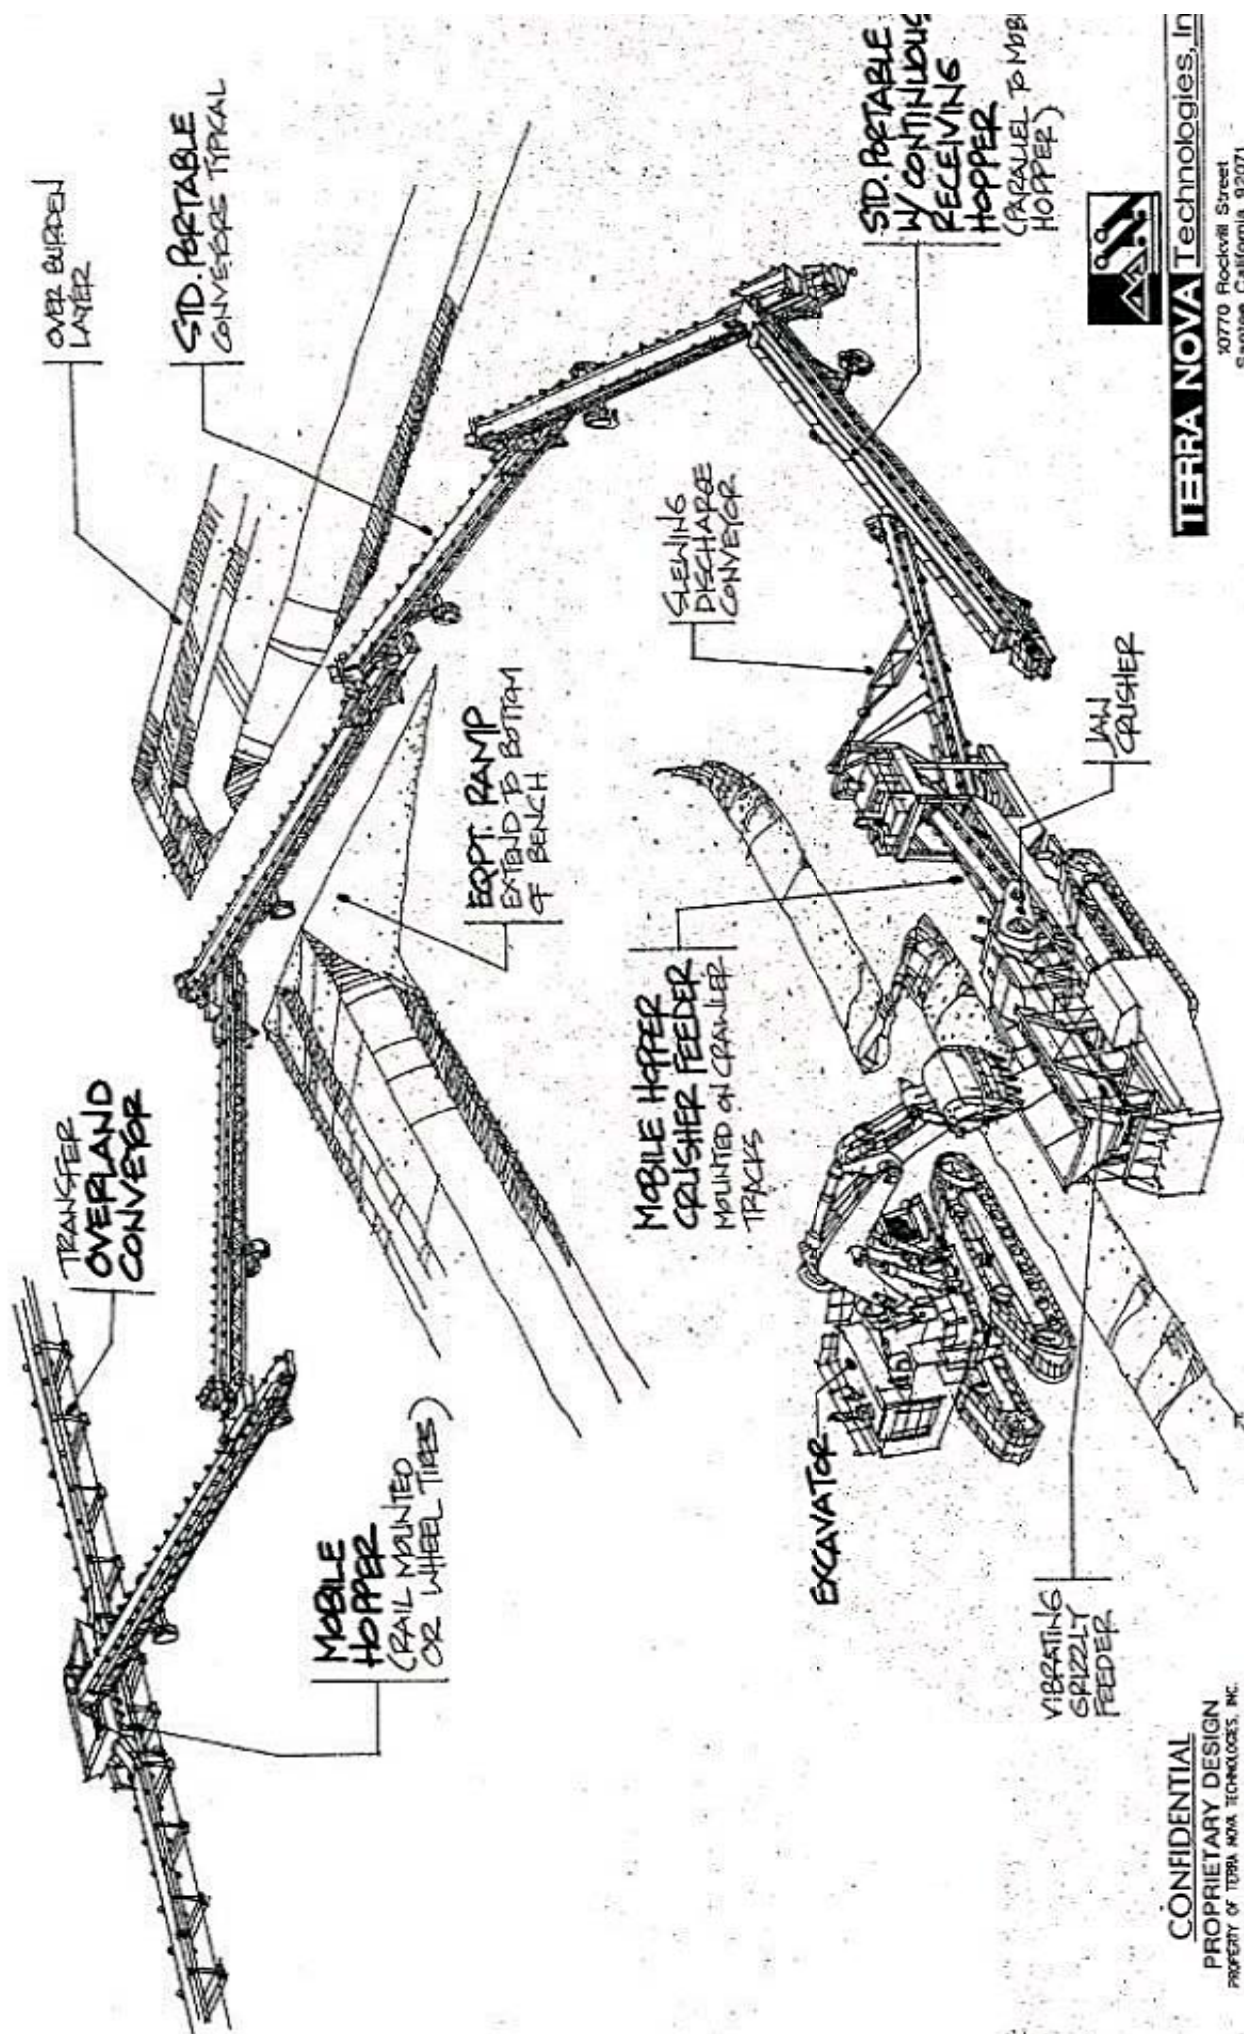 TRANSFER
OVERLAND
CONVEYOR
OVER BURDEN
LAYER
STD. PORTABLE
CONVEYORS TYPICAL
MOBILE
HOPPER
(RAIL MOUNTED
OR WHEEL TIRES)
EQPT. RAMP
EXTEND TO BOTTOM
OF BENCH
MOBILE HOPPER
CRUSHER FEEDER
MOUNTED ON CRAWLER
TRACKS
SLEWING
DISCHARGE
CONVEYOR
STD. PORTABLE
W/ CONTINUOUS
RECEIVING
HOPPER
(PARALLEL TO MOBI
HOPPER)
EXCAVATOR
JAW
CRUSHER
VIBRATING
GRIZZLY
FEEDER
CONFIDENTIAL
PROPRIETARY DESIGN
PROPERTY OF TERRA NOVA TECHNOLOGIES, INC.
TERRA NOVA Technologies, In
10770 Rockvill Street
Santee, California 92071